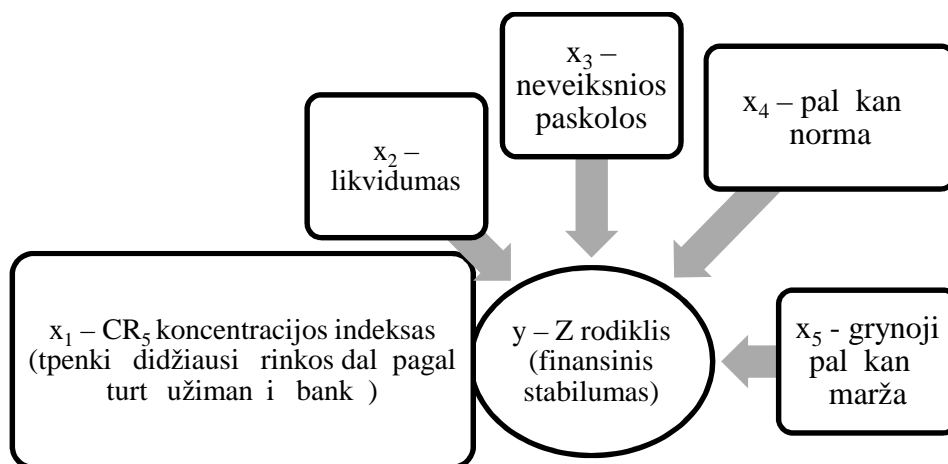 x₃ –
neveiksnios
paskolos
x₄ – pal kan
norma
x₂ –
likvidumas
x₁ – CR₅ koncentracijos indeksas
(tpenki didžiausi rinkos dal pagal
turt užiman i bank )
y – Z rodiklis
(finansinis
stabilumas)
x₅ - grynoji
pal kan
marža